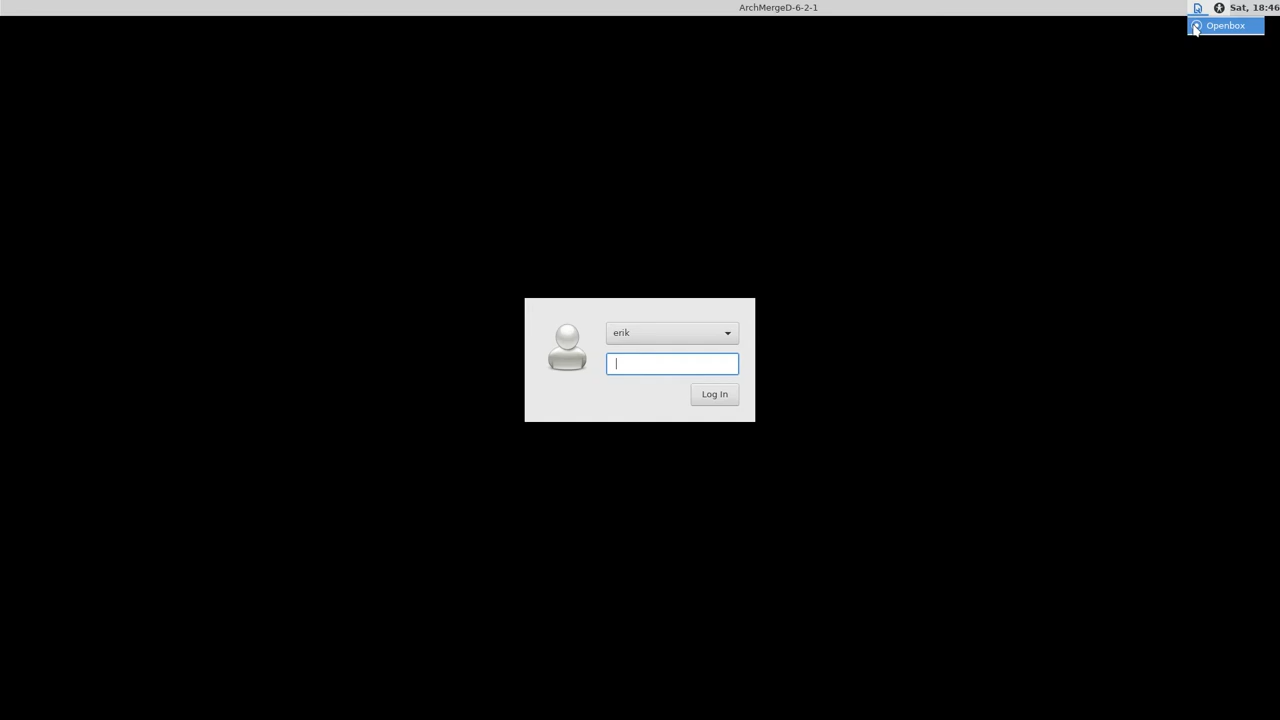 ArchMergeD-6-2-1
Sat, 18:46
Openbox
erik
Log In